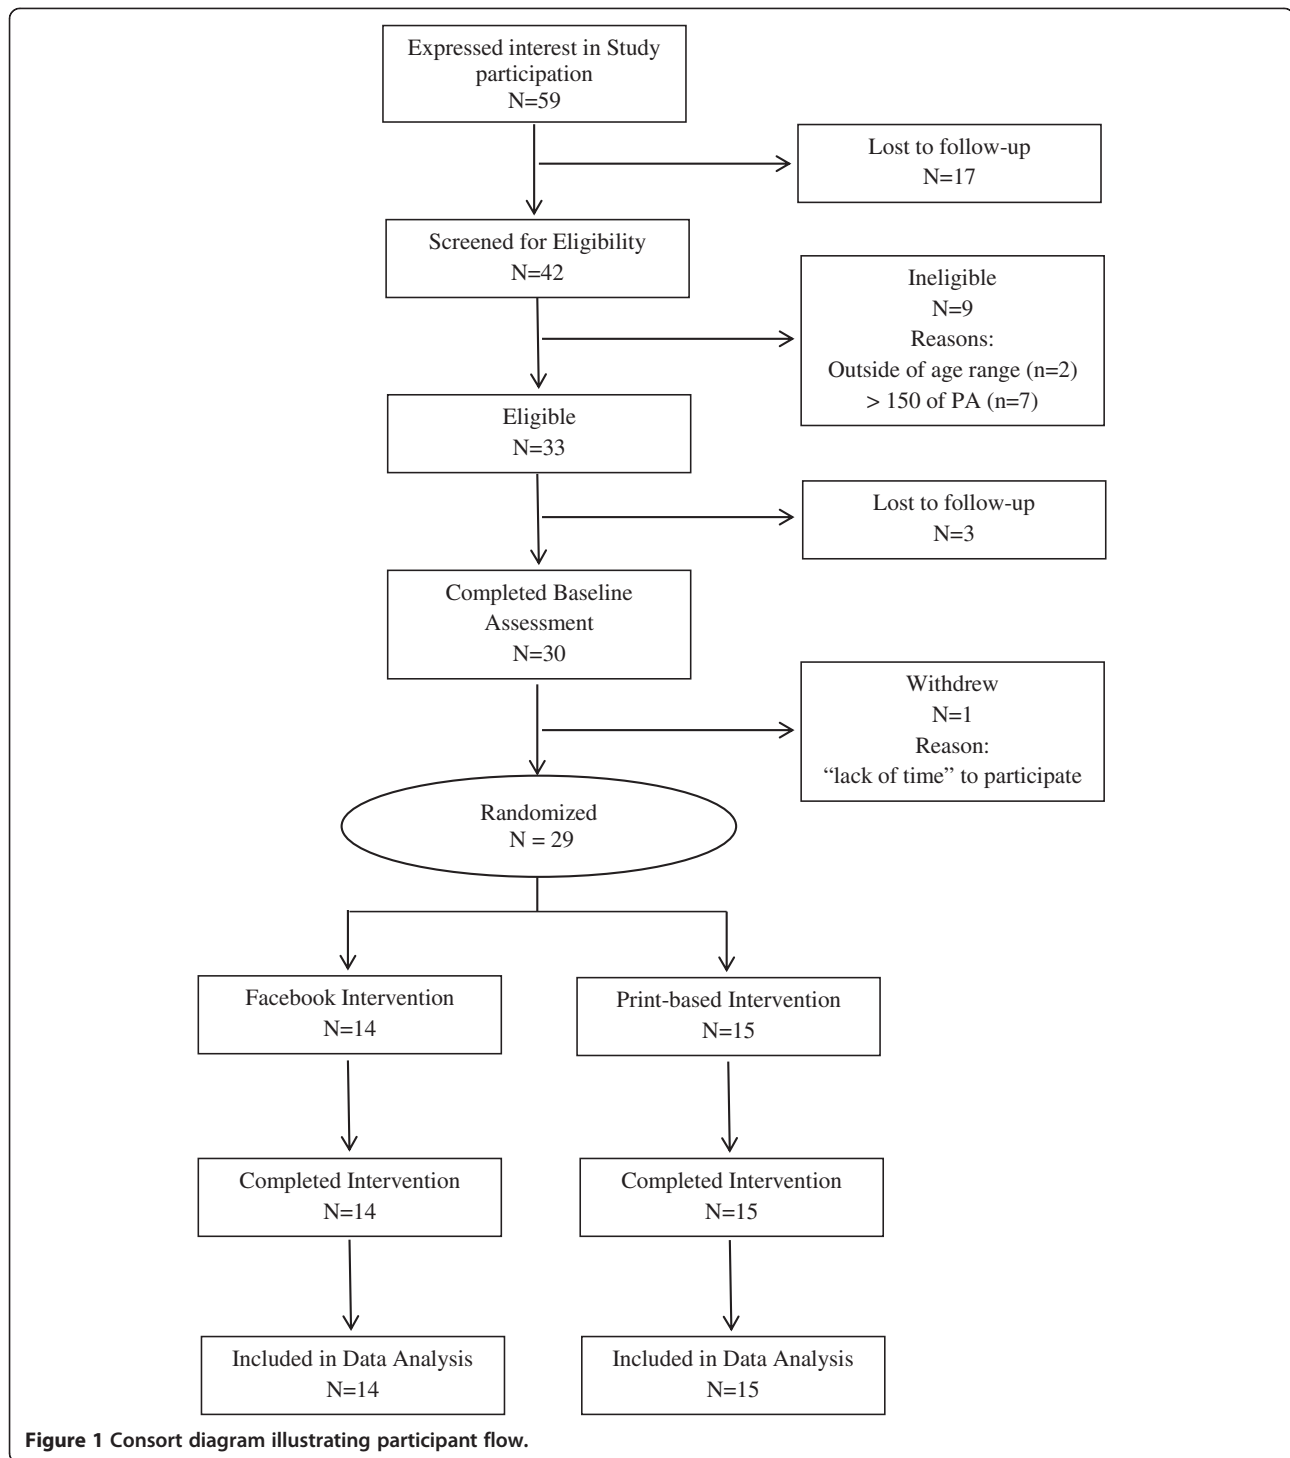 Expressed interest in Study
participation
N=59
Lost to follow-up
N=17
Screened for Eligibility
N=42
Ineligible
N=9
Reasons:
Outside of age range (n=2)
> 150 of PA (n=7)
Eligible
N=33
Lost to follow-up
N=3
Completed Baseline
Assessment
N=30
Withdrew
N=1
Reason:
“lack of time” to participate
Randomized
N = 29
Facebook Intervention
N=14
Print-based Intervention
N=15
Completed Intervention
N=14
Completed Intervention
N=15
Included in Data Analysis
N=14
Included in Data Analysis
N=15
Figure 1 Consort diagram illustrating participant flow.